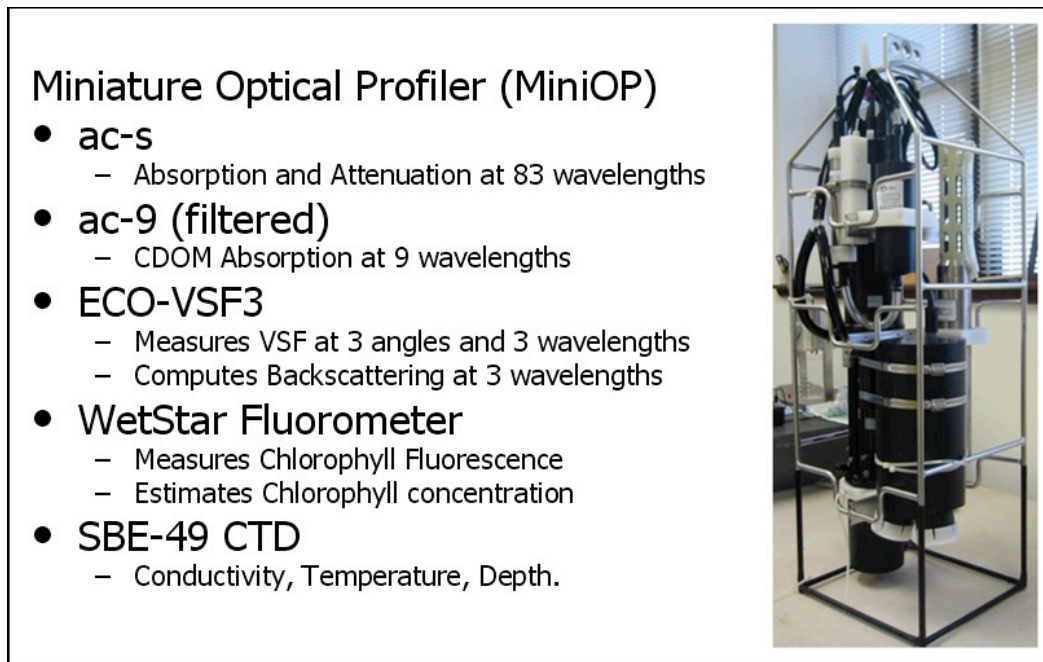 Miniature Optical Profiler (MiniOP)
• ac-s
– Absorption and Attenuation at 83 wavelengths
• ac-9 (filtered)
– CDOM Absorption at 9 wavelengths
• ECO-VSF3
– Measures VSF at 3 angles and 3 wavelengths
– Computes Backscattering at 3 wavelengths
• WetStar Fluorometer
– Measures Chlorophyll Fluorescence
– Estimates Chlorophyll concentration
• SBE-49 CTD
– Conductivity, Temperature, Depth.